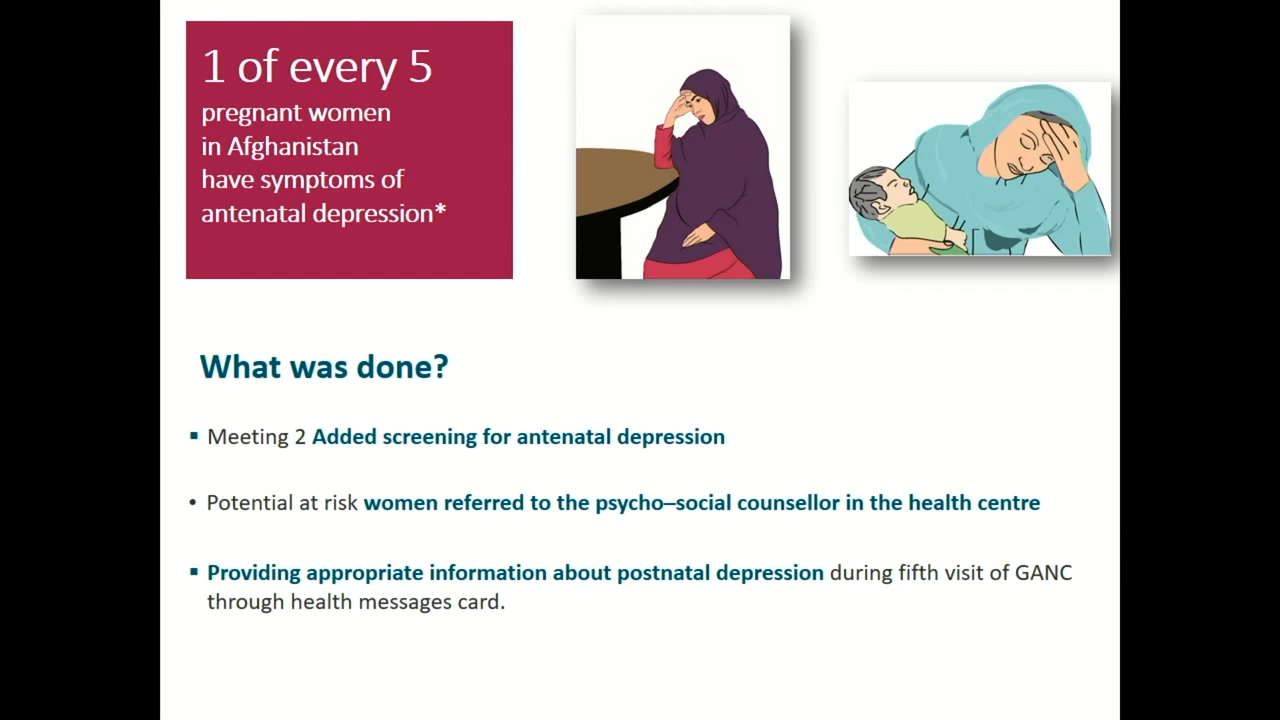 1 of every 5
pregnant women
in Afghanistan
have symptoms of
antenatal depression*
What was done?
▪ Meeting 2 Added screening for antenatal depression
• Potential at risk women referred to the psycho–social counsellor in the health centre
▪ Providing appropriate information about postnatal depression during fifth visit of GANC
through health messages card.